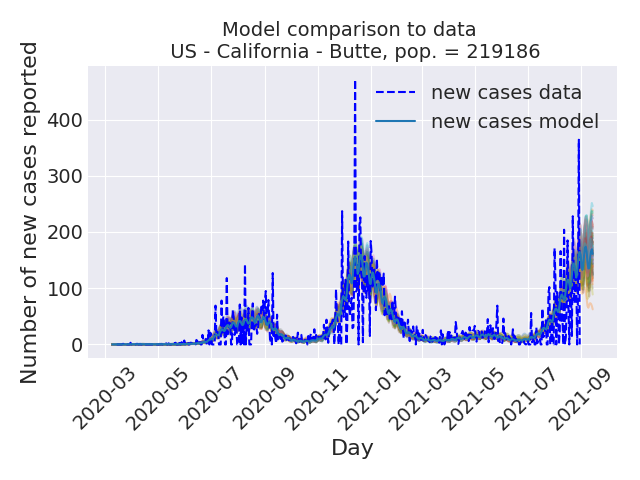 Model comparison to data
US - California - Butte, pop. = 219186
Number of new cases reported
400
300
200
100
0
new cases data
new cases model
2020-03
2020-05
2020-07
2020-09
2020-11
2021-01
2021-03
2021-05
2021-07
2021-09
Day